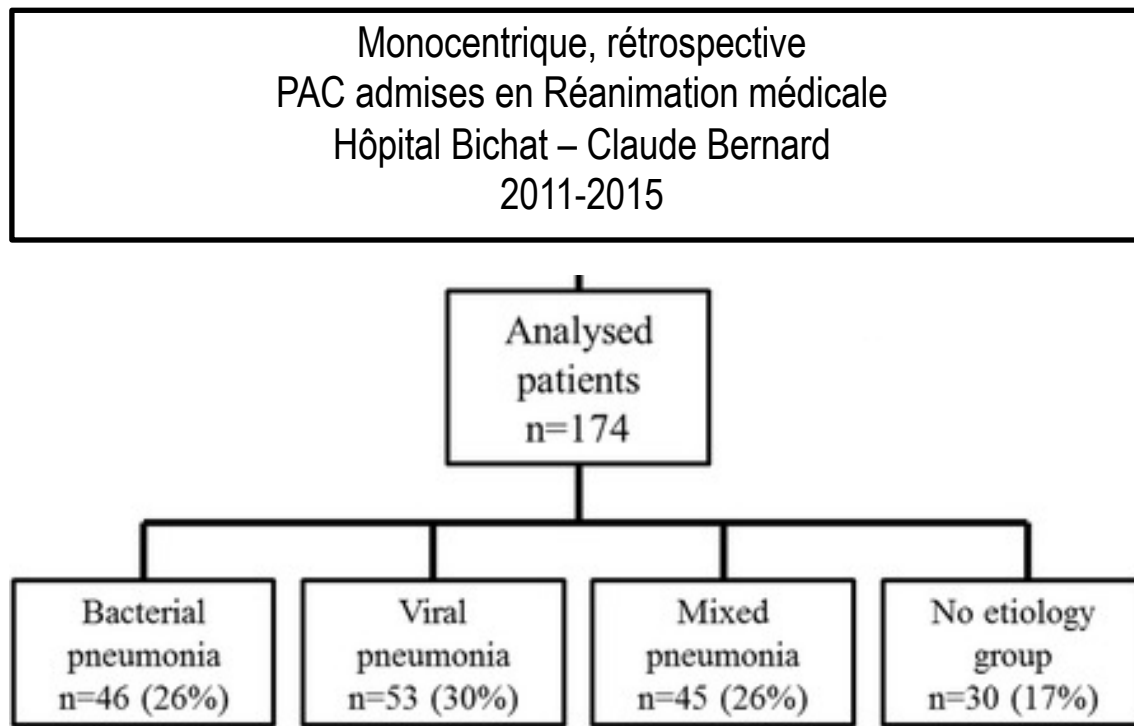 Monocentrique, rétrospective
PAC admises en Réanimation médicale
Hôpital Bichat – Claude Bernard
2011-2015
Analysed
patients
n=174
Bacterial
pneumonia
n=46 (26%)
Viral
pneumonia
n=53 (30%)
Mixed
pneumonia
n=45 (26%)
No etiology
group
n=30 (17%)